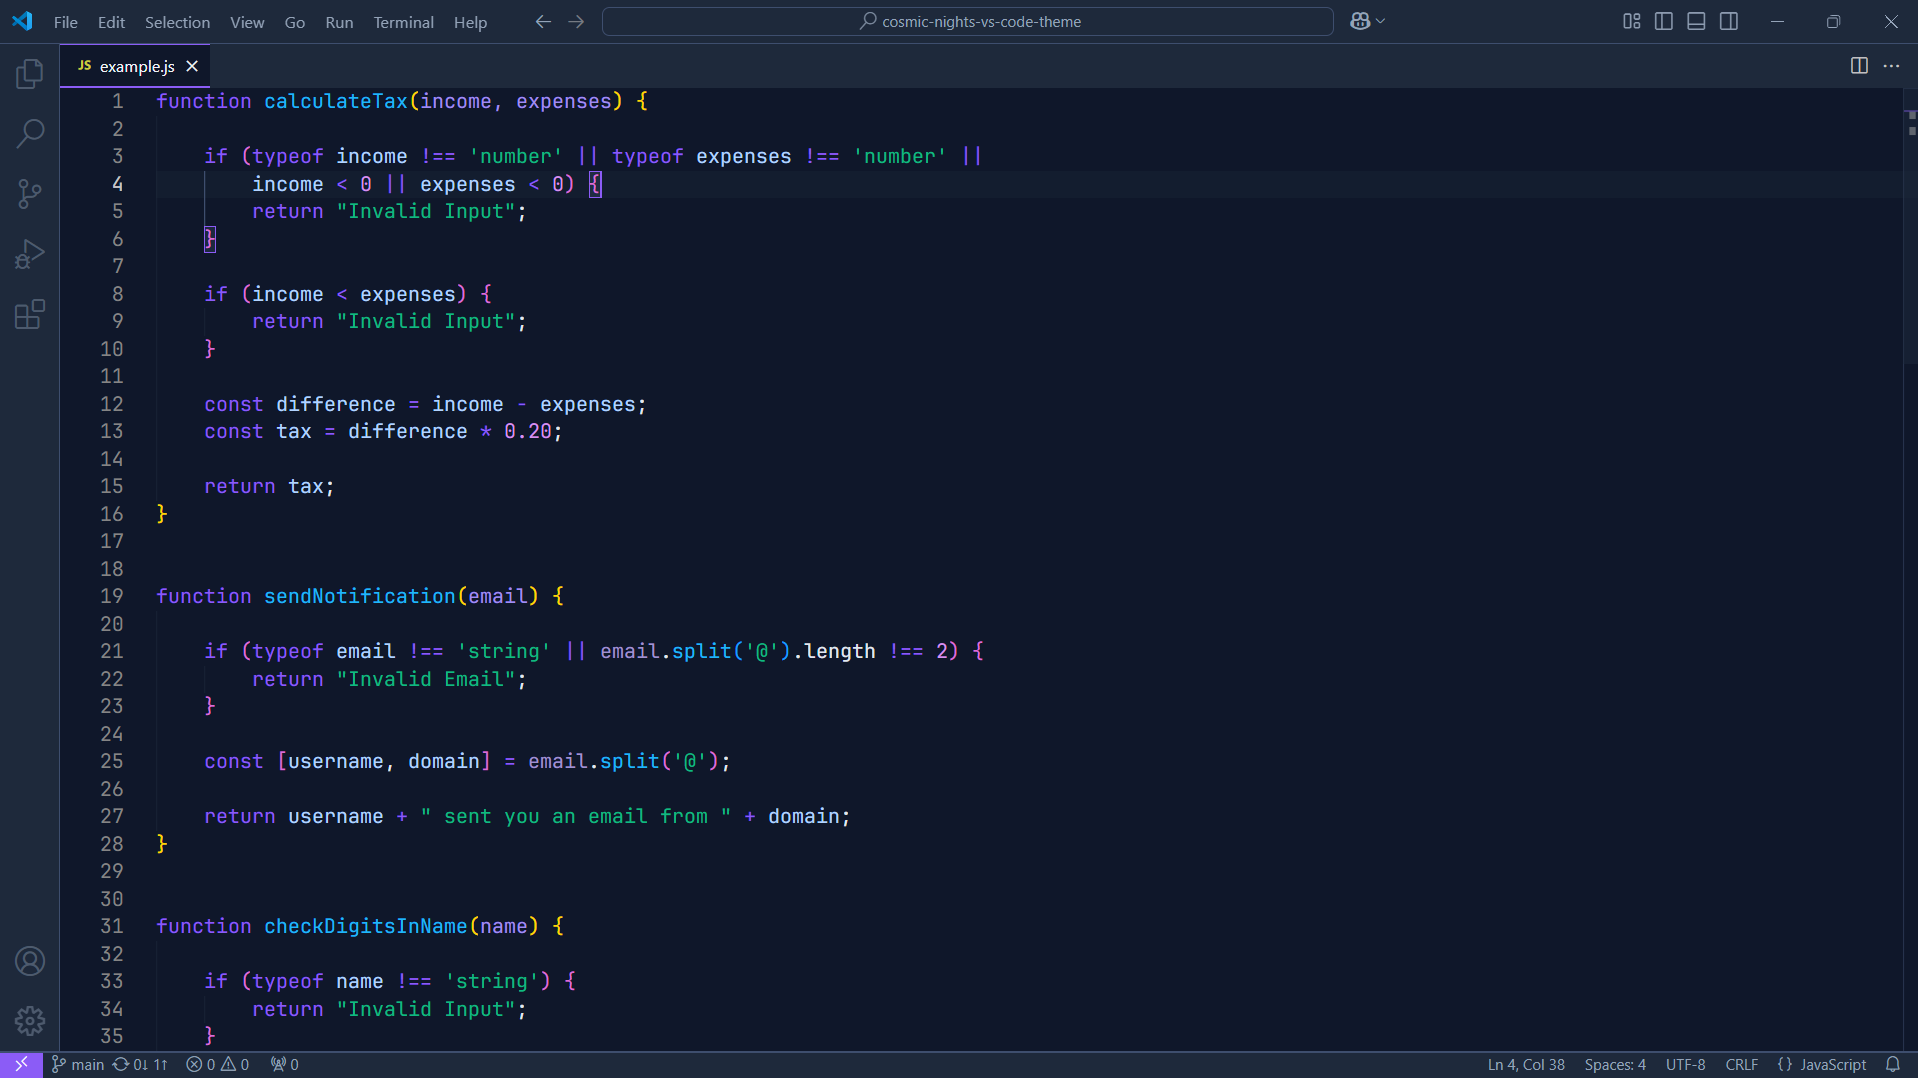 File Edit Selection View Go Run Terminal Help cosmic-nights-vs-code-theme
JS example.js
1 function calculateTax(income, expenses) {
2
3     if (typeof income !== 'number' || typeof expenses !== 'number' ||
4         income < 0 || expenses < 0) {
5         return "Invalid Input";
6     }
7
8     if (income < expenses) {
9         return "Invalid Input";
10     }
11
12     const difference = income - expenses;
13     const tax = difference * 0.20;
14
15     return tax;
16 }
17
18
19 function sendNotification(email) {
20
21     if (typeof email !== 'string' || email.split('@').length !== 2) {
22         return "Invalid Email";
23     }
24
25     const [username, domain] = email.split('@');
26
27     return username + " sent you an email from " + domain;
28 }
29
30
31 function checkDigitsInName(name) {
32
33     if (typeof name !== 'string') {
34         return "Invalid Input";
35     }
main 0↓ 1↑ 0 0 0 Ln 4, Col 38 Spaces: 4 UTF-8 CRLF {} JavaScript